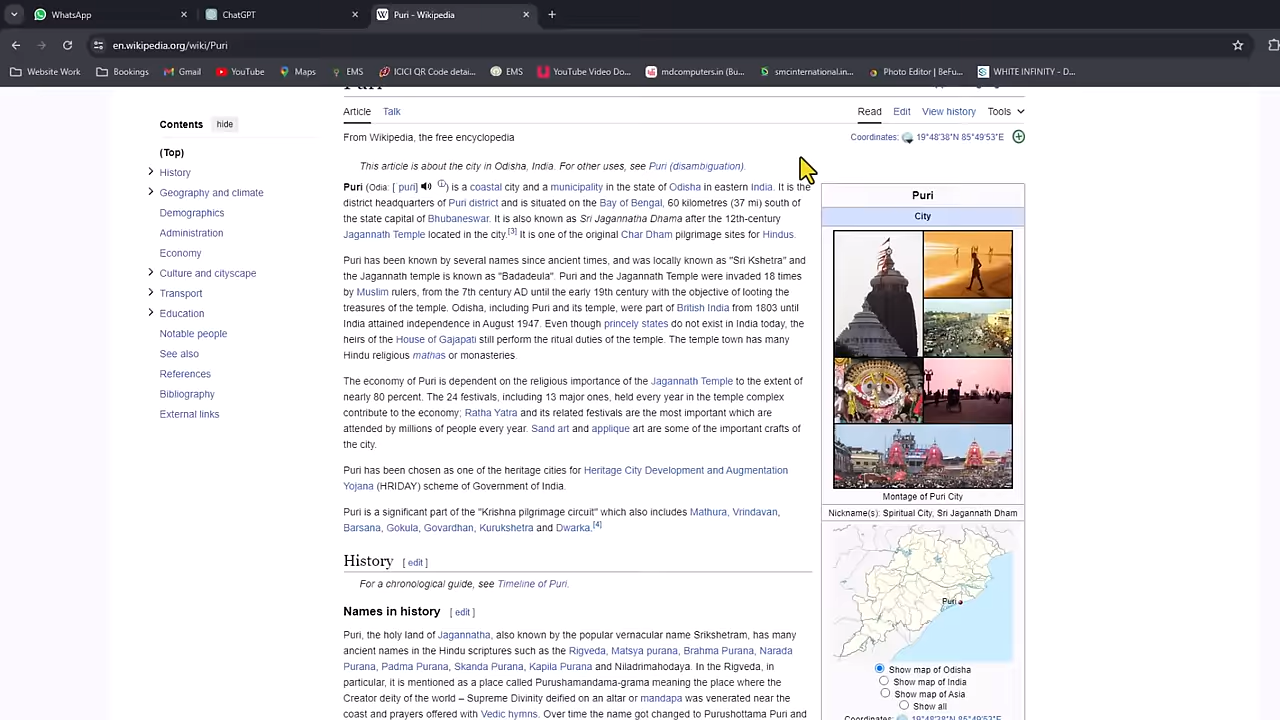 WhatsApp
ChatGPT
Puri - Wikipedia
en.wikipedia.org/wiki/Puri
Website Work
Bookings
Gmail
YouTube
Maps
EMS
ICICI QR Code detai...
EMS
YouTube Video Do...
mdcomputers.in (Bu...
smcinternational.in...
Photo Editor | BeFu...
WHITE INFINITY - D...
Contents hide
(Top)
History
Geography and climate
Demographics
Administration
Economy
Culture and cityscape
Transport
Education
Notable people
See also
References
Bibliography
External links
Article Talk
Read Edit View history Tools
From Wikipedia, the free encyclopedia
Coordinates: 19°48′38″N 85°49′53″E
This article is about the city in Odisha, India. For other uses, see Puri (disambiguation).
Puri (Odia: [ puri] ⓘ) is a coastal city and a municipality in the state of Odisha in eastern India. It is the
district headquarters of Puri district and is situated on the Bay of Bengal, 60 kilometres (37 mi) south of
the state capital of Bhubaneswar. It is also known as Sri Jagannatha Dhama after the 12th-century
Jagannath Temple located in the city.[3] It is one of the original Char Dham pilgrimage sites for Hindus.
Puri has been known by several names since ancient times, and was locally known as "Sri Kshetra" and
the Jagannath temple is known as "Badadeula". Puri and the Jagannath Temple were invaded 18 times
by Muslim rulers, from the 7th century AD until the early 19th century with the objective of looting the
treasures of the temple. Odisha, including Puri and its temple, were part of British India from 1803 until
India attained independence in August 1947. Even though princely states do not exist in India today, the
heirs of the House of Gajapati still perform the ritual duties of the temple. The temple town has many
Hindu religious mathas or monasteries.
The economy of Puri is dependent on the religious importance of the Jagannath Temple to the extent of
nearly 80 percent. The 24 festivals, including 13 major ones, held every year in the temple complex
contribute to the economy; Ratha Yatra and its related festivals are the most important which are
attended by millions of people every year. Sand art and applique art are some of the important crafts of
the city.
Puri has been chosen as one of the heritage cities for Heritage City Development and Augmentation
Yojana (HRIDAY) scheme of Government of India.
Puri is a significant part of the "Krishna pilgrimage circuit" which also includes Mathura, Vrindavan,
Barsana, Gokula, Govardhan, Kurukshetra and Dwarka.[4]
History [ edit ]
For a chronological guide, see Timeline of Puri.
Names in history [ edit ]
Puri, the holy land of Jagannatha, also known by the popular vernacular name Srikshetram, has many
ancient names in the Hindu scriptures such as the Rigveda, Matsya purana, Brahma Purana, Narada
Purana, Padma Purana, Skanda Purana, Kapila Purana and Niladrimahodaya. In the Rigveda, in
particular, it is mentioned as a place called Purushamandama-grama meaning the place where the
Creator deity of the world – Supreme Divinity deified on an altar or mandapa was venerated near the
coast and prayers offered with Vedic hymns. Over time the name got changed to Purushottama Puri and
Puri
City
Montage of Puri City
Nickname(s): Spiritual City, Sri Jagannath Dham
Puri
Show map of Odisha
Show map of India
Show map of Asia
Show all
Coordinates: 19°48′38″N 85°49′53″E